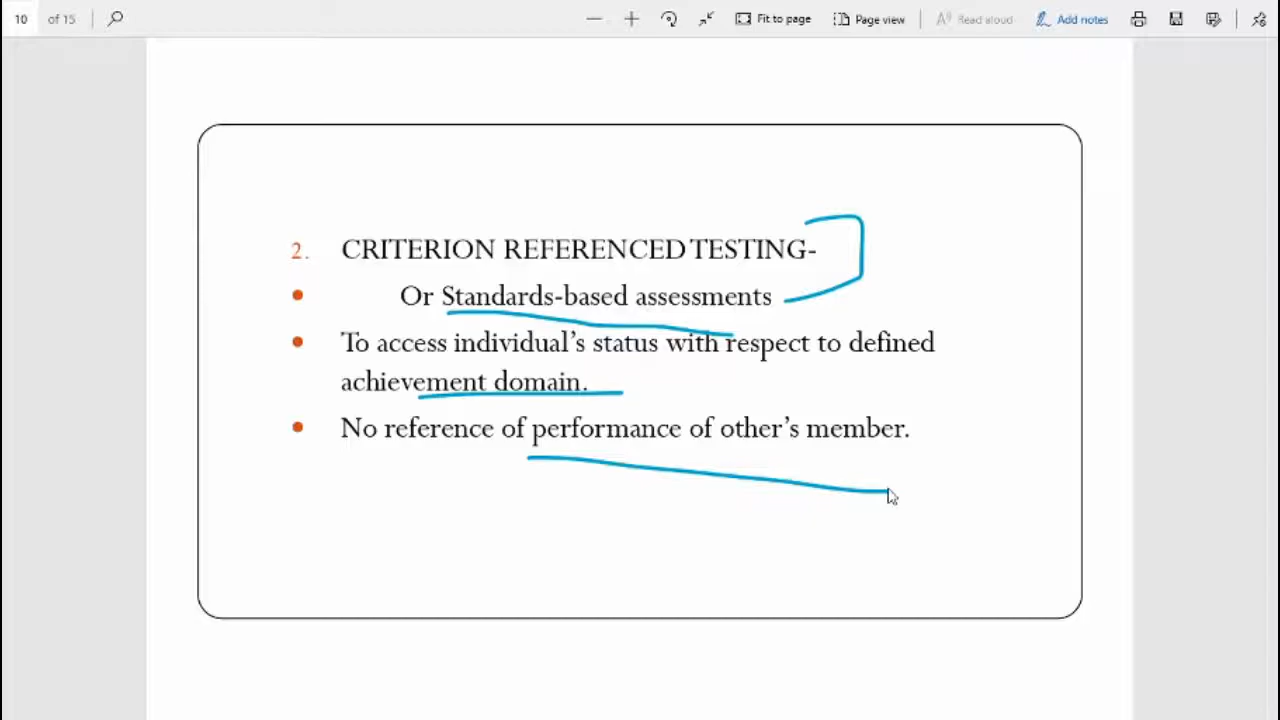 10 of 15 Fit to page Page view Read aloud Add notes
2. CRITERION REFERENCED TESTING-
• Or Standards-based assessments
• To access individual's status with respect to defined
achievement domain.
• No reference of performance of other's member.